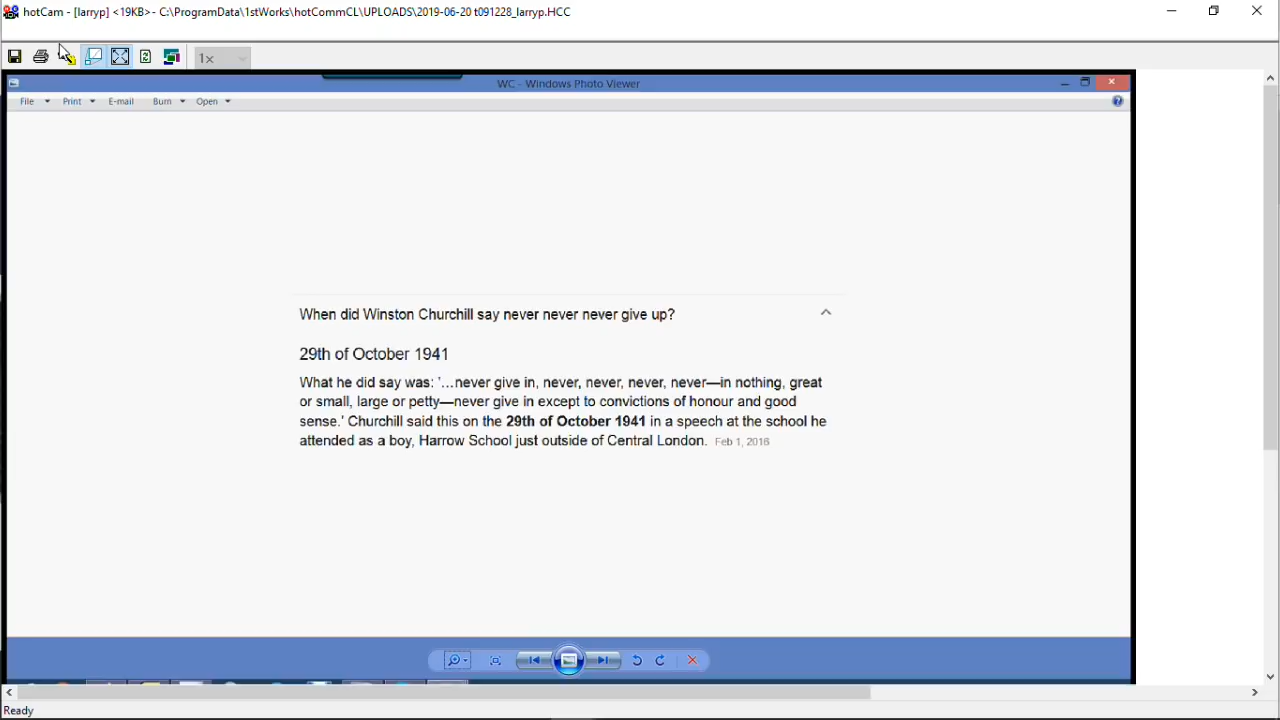 hotCam - [larryp] <19KB>- C:\ProgramData\1stWorks\hotCommCL\UPLOADS\2019-06-20 t091228_larryp.HCC
1x
WC - Windows Photo Viewer
File Print E-mail Burn Open
When did Winston Churchill say never never never give up?
29th of October 1941
What he did say was: '…never give in, never, never, never, never—in nothing, great
or small, large or petty—never give in except to convictions of honour and good
sense.' Churchill said this on the 29th of October 1941 in a speech at the school he
attended as a boy, Harrow School just outside of Central London. Feb 1, 2016
Ready